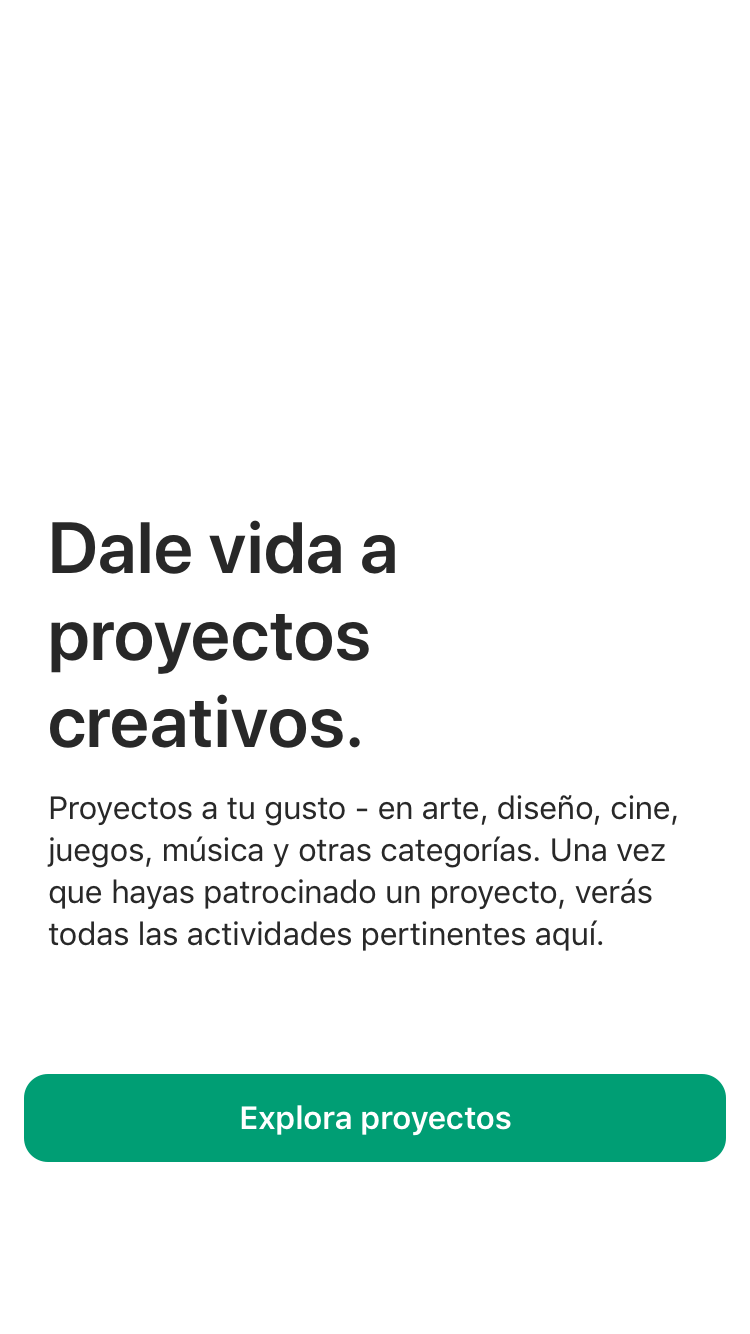 Dale vida a
proyectos
creativos.
Proyectos a tu gusto - en arte, diseño, cine,
juegos, música y otras categorías. Una vez
que hayas patrocinado un proyecto, verás
todas las actividades pertinentes aquí.
Explora proyectos